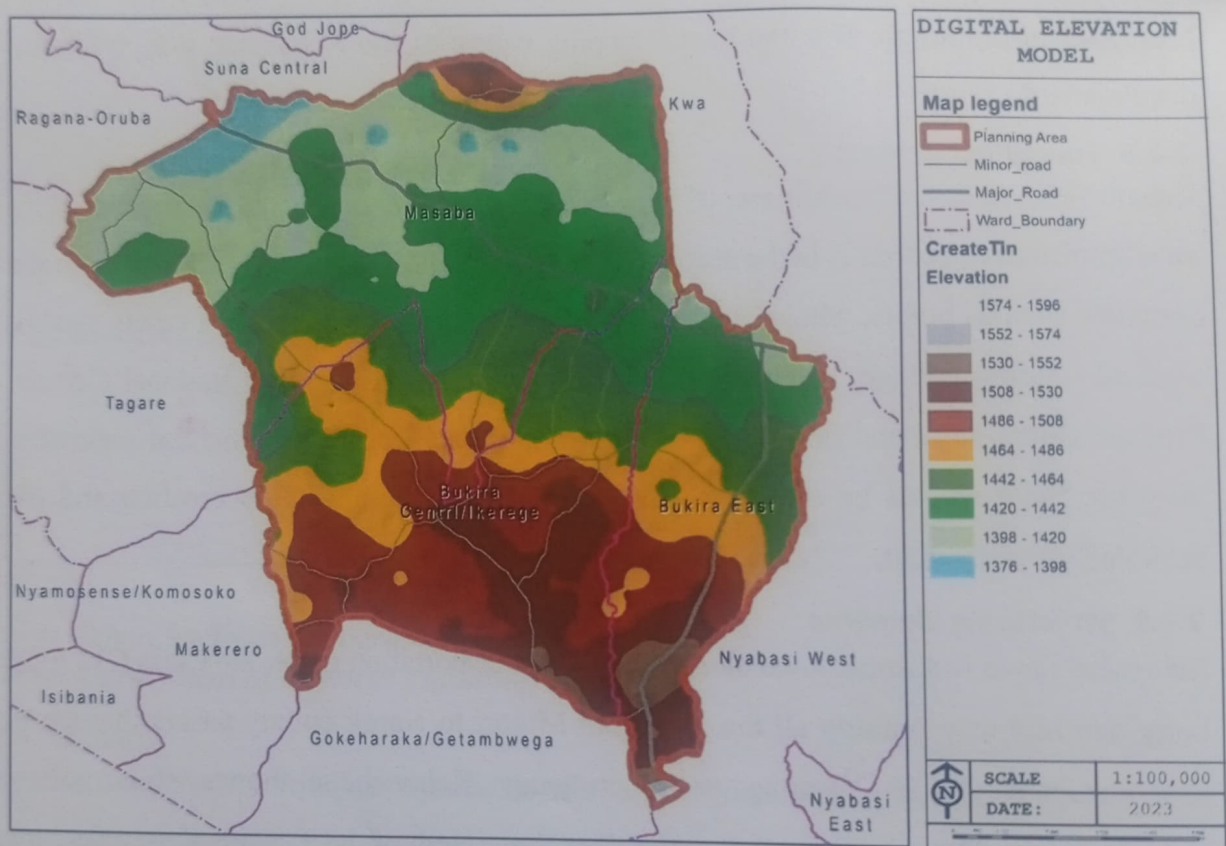 God Jope
Suna Central
Ragana-Oruba
Kwa
Masaba
Tagare
Bukira
Centrl/Ikerege
Bukira East
Nyamosense/Komosoko
Makerero
Isibania
Nyabasi West
Gokeharaka/Getambwega
Nyabasi
East
DIGITAL ELEVATION
MODEL
Map legend
Planning Area
Minor_road
Major_Road
Ward_Boundary
CreateTin
Elevation
1574 - 1596
1552 - 1574
1530 - 1552
1508 - 1530
1486 - 1508
1464 - 1486
1442 - 1464
1420 - 1442
1398 - 1420
1376 - 1398
N
SCALE 1:100,000
DATE: 2023